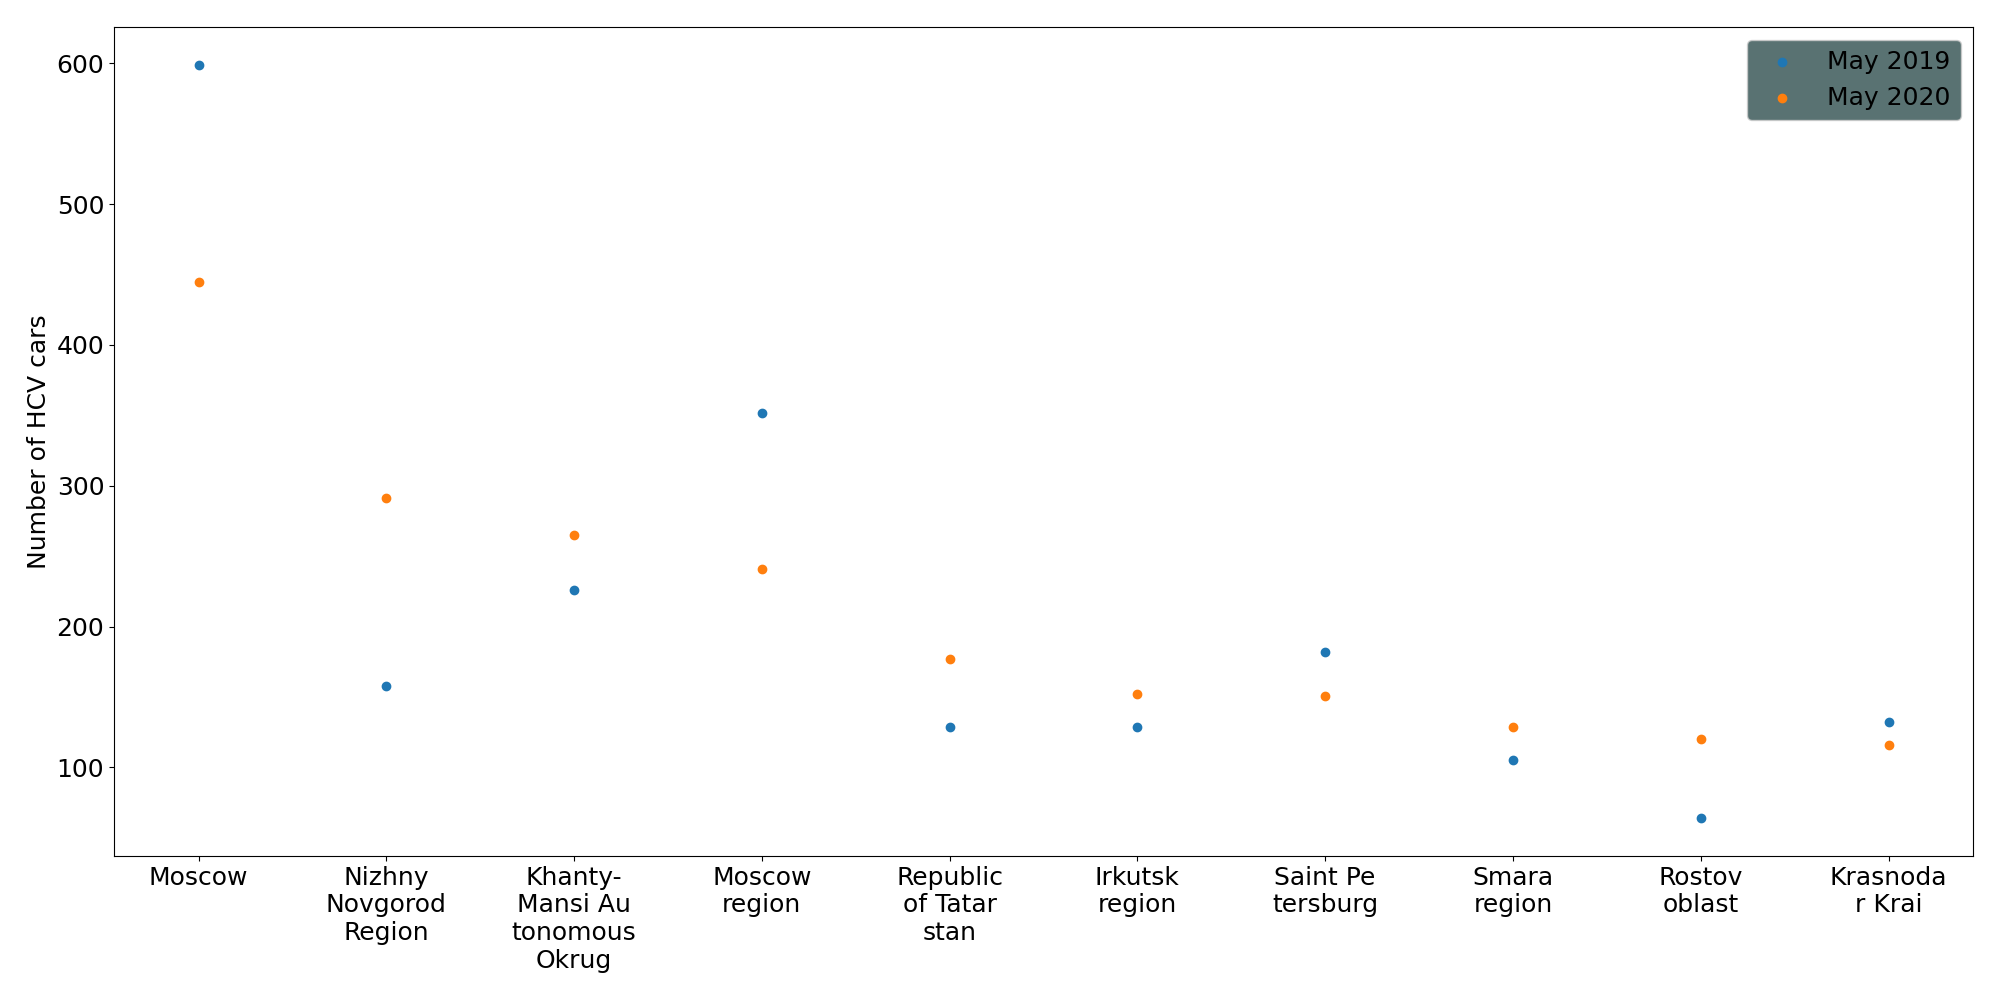 May 2019
May 2020
Number of HCV cars
600
500
400
300
200
100
Moscow
Nizhny
Novgorod
Region
Khanty-
Mansi Au
tonomous
Okrug
Moscow
region
Republic
of Tatar
stan
Irkutsk
region
Saint Pe
tersburg
Smara
region
Rostov
oblast
Krasnoda
r Krai